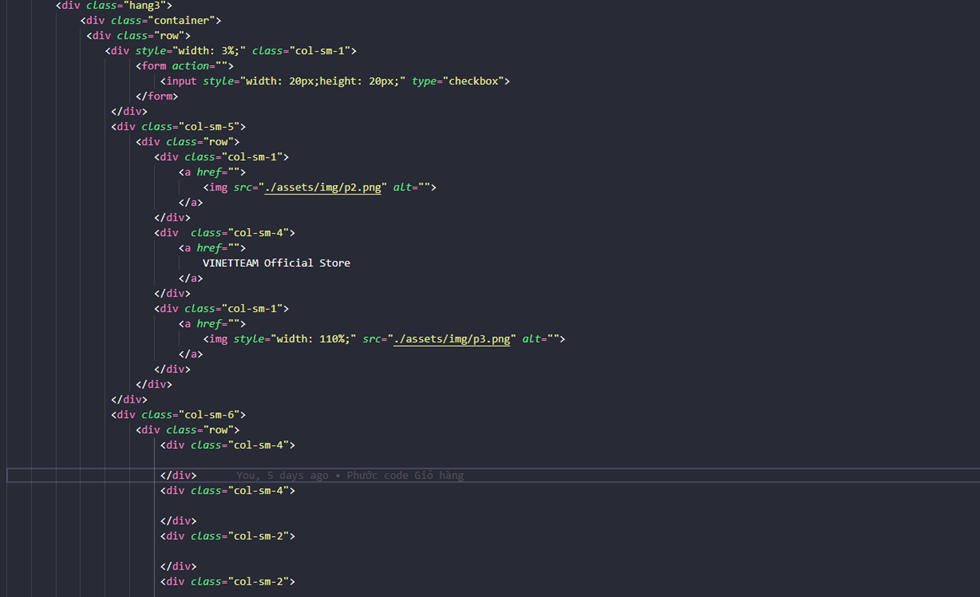 <div class="hang3">
<div class="container">
<div class="row">
<div style="width: 3%;" class="col-sm-1">
<form action="">
<input style="width: 20px;height: 20px;" type="checkbox">
</form>
</div>
<div class="col-sm-5">
<div class="row">
<div class="col-sm-1">
<a href="">
<img src="./assets/img/p2.png" alt="">
</a>
</div>
<div  class="col-sm-4">
<a href="">
VINETTEAM Official Store
</a>
</div>
<div class="col-sm-1">
<a href="">
<img style="width: 110%;" src="./assets/img/p3.png" alt="">
</a>
</div>
</div>
</div>
<div class="col-sm-6">
<div class="row">
<div class="col-sm-4">
</div> You, 5 days ago • Phước code Giỏ hàng
<div class="col-sm-4">
</div>
<div class="col-sm-2">
</div>
<div class="col-sm-2">